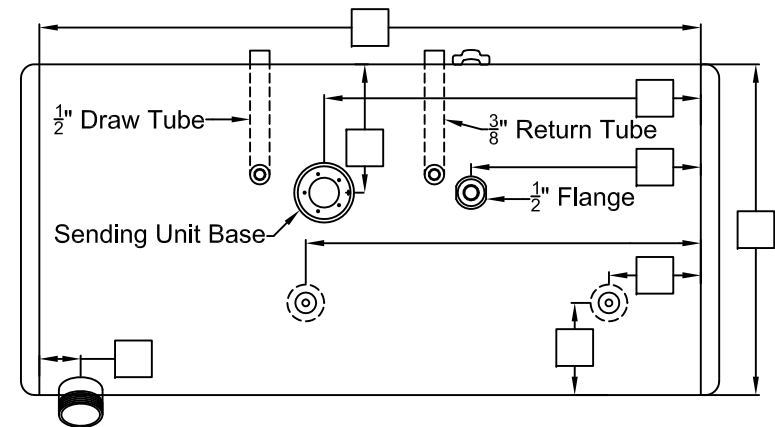 ½" Draw Tube
⅜" Return Tube
½" Flange
Sending Unit Base